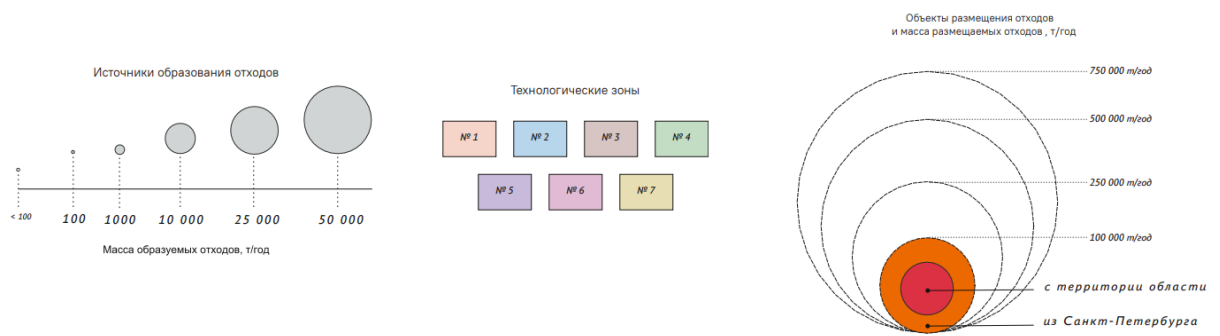 Источники образования отходов
< 100
100
1000
10 000
25 000
50 000
Масса образуемых отходов, т/год
Технологические зоны
№ 1
№ 2
№ 3
№ 4
№ 5
№ 6
№ 7
Объекты размещения отходов
и масса размещаемых отходов , т/год
750 000 т/год
500 000 т/год
250 000 т/год
100 000 т/год
с территории области
из Санкт-Петербурга